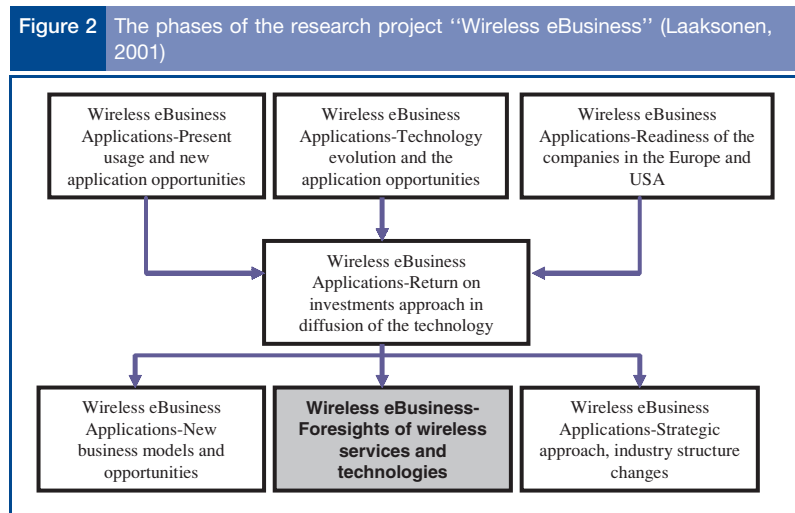 Figure 2 The phases of the research project ‘‘Wireless eBusiness’’ (Laaksonen,
2001)
Wireless eBusiness
Applications-Present
usage and new
application opportunities
Wireless eBusiness
Applications-Technology
evolution and the
application opportunities
Wireless eBusiness
Applications-Readiness of the
companies in the Europe and
USA
Wireless eBusiness
Applications-Return on
investments approach in
diffusion of the technology
Wireless eBusiness
Applications-New
business models and
opportunities
Wireless eBusiness-
Foresights of wireless
services and
technologies
Wireless eBusiness
Applications-Strategic
approach, industry structure
changes